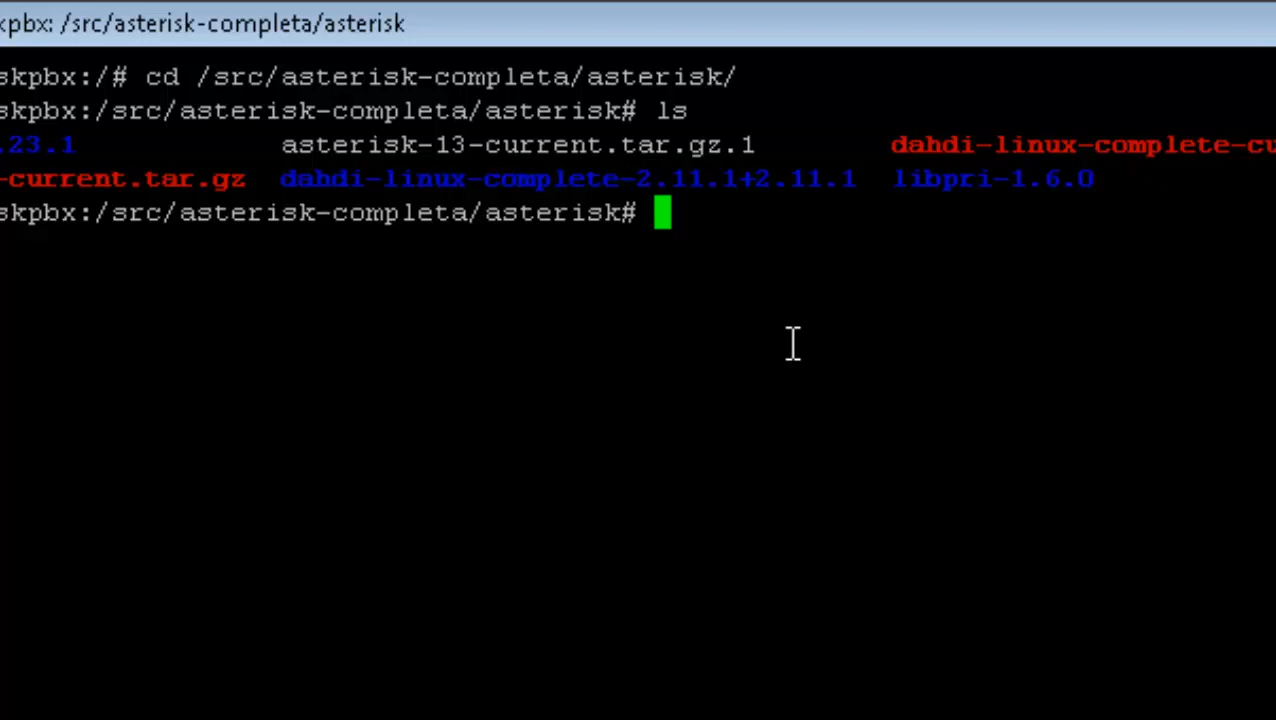 kpbx: /src/asterisk-completa/asterisk
skpbx:/# cd /src/asterisk-completa/asterisk/
skpbx:/src/asterisk-completa/asterisk# ls
.23.1 asterisk-13-current.tar.gz.1 dahdi-linux-complete-cu
-current.tar.gz dahdi-linux-complete-2.11.1+2.11.1 libpri-1.6.0
skpbx:/src/asterisk-completa/asterisk#